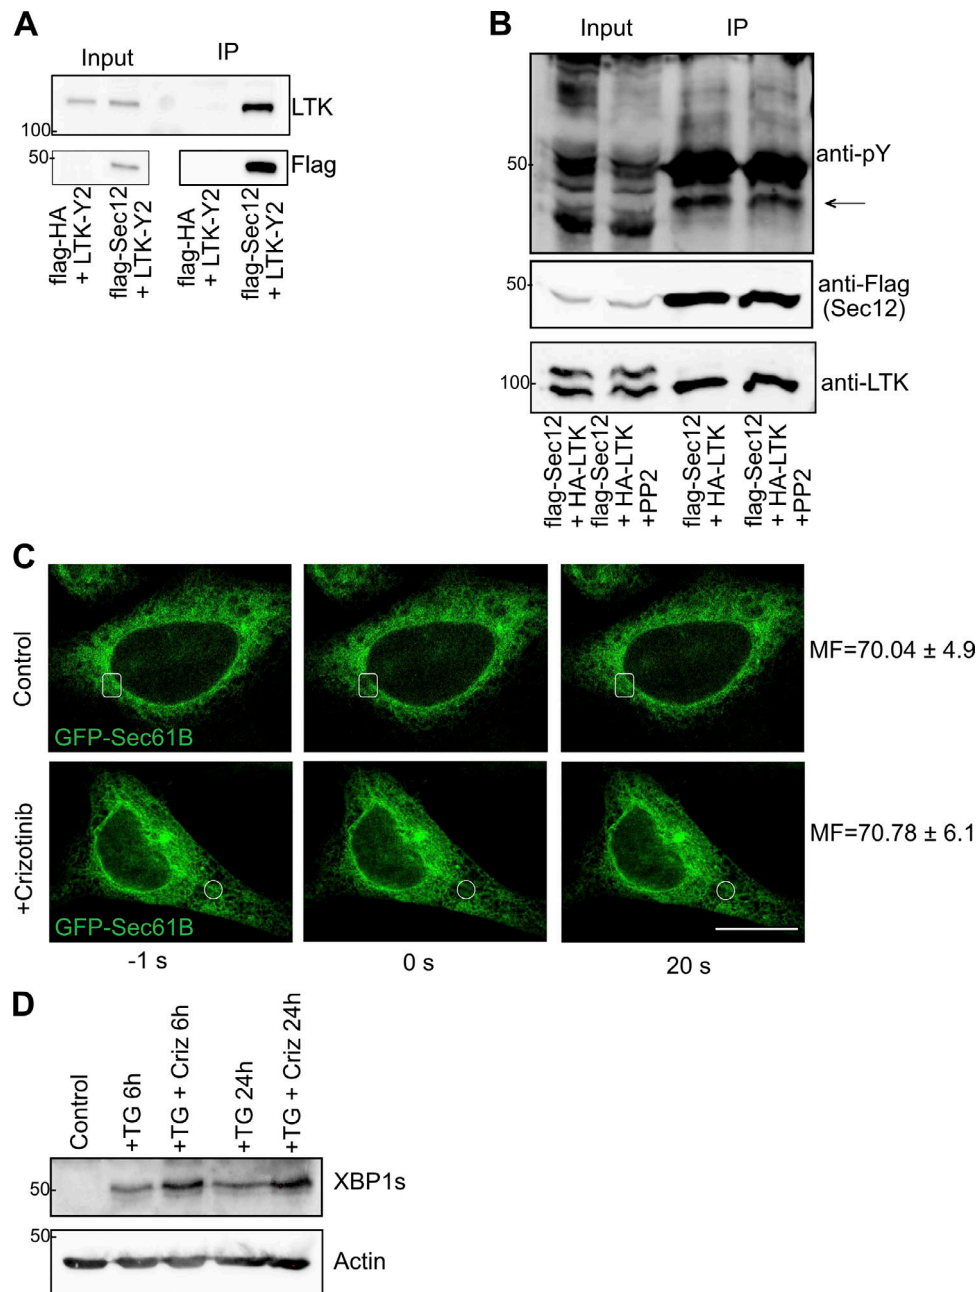 A
Input
IP
LTK
100
50
Flag
flag-HA
+ LTK-Y2
flag-Sec12
+ LTK-Y2
flag-HA
+ LTK-Y2
flag-Sec12
+ LTK-Y2
B
Input
IP
50
anti-pY
50
anti-Flag
(Sec12)
100
anti-LTK
flag-Sec12
+ HA-LTK
flag-Sec12
+ HA-LTK
+PP2
flag-Sec12
+ HA-LTK
flag-Sec12
+ HA-LTK
+PP2
C
Control
GFP-Sec61B
MF=70.04 ± 4.9
+Crizotinib
GFP-Sec61B
MF=70.78 ± 6.1
-1 s
0 s
20 s
D
Control
+TG 6h
+TG + Criz 6h
+TG 24h
+TG + Criz 24h
50
XBP1s
50
Actin